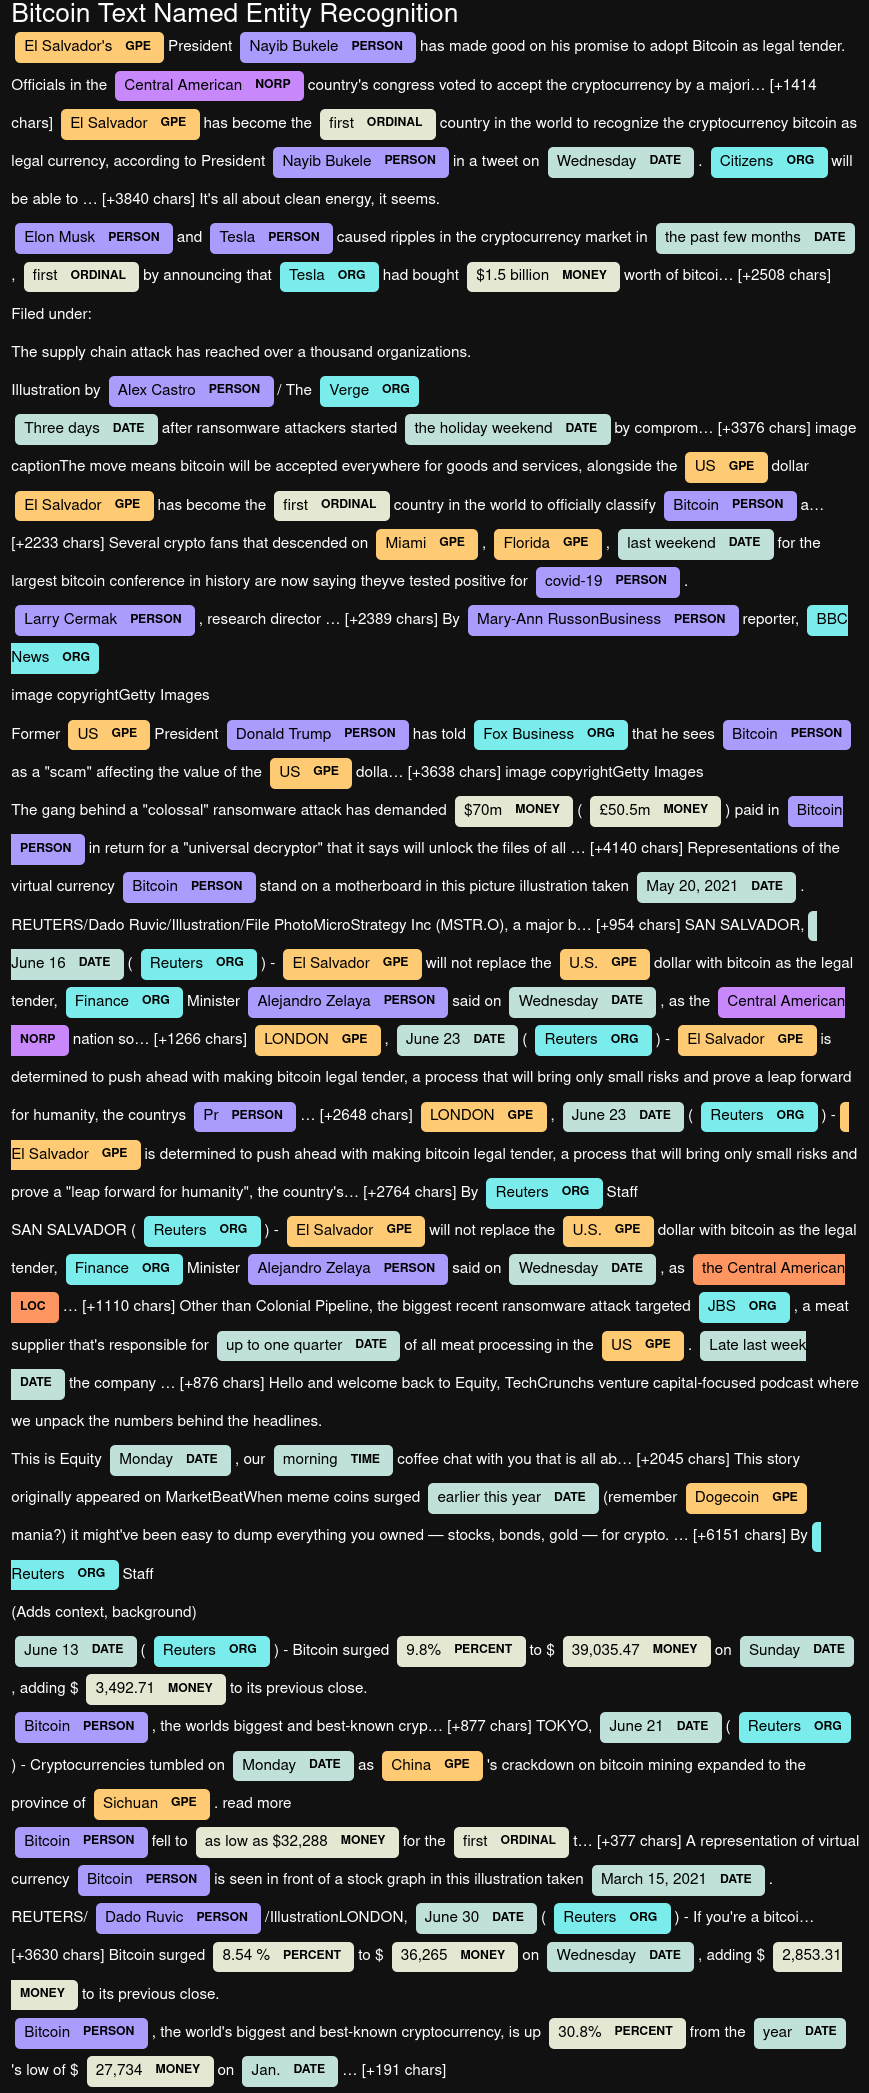 Bitcoin Text Named Entity Recognition
El Salvador's GPE President Nayib Bukele PERSON has made good on his promise to adopt Bitcoin as legal tender.
Officials in the Central American NORP country's congress voted to accept the cryptocurrency by a majori… [+1414
chars] El Salvador GPE has become the first ORDINAL country in the world to recognize the cryptocurrency bitcoin as
legal currency, according to President Nayib Bukele PERSON in a tweet on Wednesday DATE . Citizens ORG will
be able to … [+3840 chars] It's all about clean energy, it seems.
Elon Musk PERSON and Tesla PERSON caused ripples in the cryptocurrency market in the past few months DATE
, first ORDINAL by announcing that Tesla ORG had bought $1.5 billion MONEY worth of bitcoi… [+2508 chars]
Filed under:
The supply chain attack has reached over a thousand organizations.
Illustration by Alex Castro PERSON / The Verge ORG
Three days DATE after ransomware attackers started the holiday weekend DATE by comprom… [+3376 chars] image
captionThe move means bitcoin will be accepted everywhere for goods and services, alongside the US GPE dollar
El Salvador GPE has become the first ORDINAL country in the world to officially classify Bitcoin PERSON a…
[+2233 chars] Several crypto fans that descended on Miami GPE , Florida GPE , last weekend DATE for the
largest bitcoin conference in history are now saying theyve tested positive for covid-19 PERSON .
Larry Cermak PERSON , research director … [+2389 chars] By Mary-Ann RussonBusiness PERSON reporter, BBC
News ORG
image copyrightGetty Images
Former US GPE President Donald Trump PERSON has told Fox Business ORG that he sees Bitcoin PERSON
as a "scam" affecting the value of the US GPE dolla… [+3638 chars] image copyrightGetty Images
The gang behind a "colossal" ransomware attack has demanded $70m MONEY ( £50.5m MONEY ) paid in Bitcoin
PERSON in return for a "universal decryptor" that it says will unlock the files of all … [+4140 chars] Representations of the
virtual currency Bitcoin PERSON stand on a motherboard in this picture illustration taken May 20, 2021 DATE .
REUTERS/Dado Ruvic/Illustration/File PhotoMicroStrategy Inc (MSTR.O), a major b… [+954 chars] SAN SALVADOR,
June 16 DATE ( Reuters ORG ) - El Salvador GPE will not replace the U.S. GPE dollar with bitcoin as the legal
tender, Finance ORG Minister Alejandro Zelaya PERSON said on Wednesday DATE , as the Central American
NORP nation so… [+1266 chars] LONDON GPE , June 23 DATE ( Reuters ORG ) - El Salvador GPE is
determined to push ahead with making bitcoin legal tender, a process that will bring only small risks and prove a leap forward
for humanity, the countrys Pr PERSON … [+2648 chars] LONDON GPE , June 23 DATE ( Reuters ORG ) -
El Salvador GPE is determined to push ahead with making bitcoin legal tender, a process that will bring only small risks and
prove a "leap forward for humanity", the country's… [+2764 chars] By Reuters ORG Staff
SAN SALVADOR ( Reuters ORG ) - El Salvador GPE will not replace the U.S. GPE dollar with bitcoin as the legal
tender, Finance ORG Minister Alejandro Zelaya PERSON said on Wednesday DATE , as the Central American
LOC … [+1110 chars] Other than Colonial Pipeline, the biggest recent ransomware attack targeted JBS ORG , a meat
supplier that's responsible for up to one quarter DATE of all meat processing in the US GPE . Late last week
DATE the company … [+876 chars] Hello and welcome back to Equity, TechCrunchs venture capital-focused podcast where
we unpack the numbers behind the headlines.
This is Equity Monday DATE , our morning TIME coffee chat with you that is all ab… [+2045 chars] This story
originally appeared on MarketBeatWhen meme coins surged earlier this year DATE (remember Dogecoin GPE
mania?) it might've been easy to dump everything you owned — stocks, bonds, gold — for crypto. … [+6151 chars] By
Reuters ORG Staff
(Adds context, background)
June 13 DATE ( Reuters ORG ) - Bitcoin surged 9.8% PERCENT to $ 39,035.47 MONEY on Sunday DATE
, adding $ 3,492.71 MONEY to its previous close.
Bitcoin PERSON , the worlds biggest and best-known cryp… [+877 chars] TOKYO, June 21 DATE ( Reuters ORG
) - Cryptocurrencies tumbled on Monday DATE as China GPE 's crackdown on bitcoin mining expanded to the
province of Sichuan GPE . read more
Bitcoin PERSON fell to as low as $32,288 MONEY for the first ORDINAL t… [+377 chars] A representation of virtual
currency Bitcoin PERSON is seen in front of a stock graph in this illustration taken March 15, 2021 DATE .
REUTERS/ Dado Ruvic PERSON /IllustrationLONDON, June 30 DATE ( Reuters ORG ) - If you're a bitcoi…
[+3630 chars] Bitcoin surged 8.54 % PERCENT to $ 36,265 MONEY on Wednesday DATE , adding $ 2,853.31
MONEY to its previous close.
Bitcoin PERSON , the world's biggest and best-known cryptocurrency, is up 30.8% PERCENT from the year DATE
's low of $ 27,734 MONEY on Jan. DATE … [+191 chars]